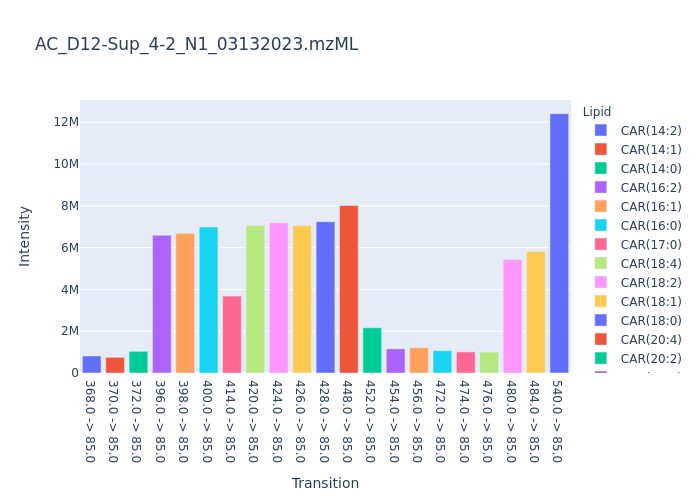 AC_D12-Sup_4-2_N1_03132023.mzML
Intensity
12M
10M
8M
6M
4M
2M
0
368.0 -> 85.0
370.0 -> 85.0
372.0 -> 85.0
396.0 -> 85.0
398.0 -> 85.0
400.0 -> 85.0
414.0 -> 85.0
420.0 -> 85.0
424.0 -> 85.0
426.0 -> 85.0
428.0 -> 85.0
448.0 -> 85.0
452.0 -> 85.0
454.0 -> 85.0
456.0 -> 85.0
472.0 -> 85.0
474.0 -> 85.0
476.0 -> 85.0
480.0 -> 85.0
484.0 -> 85.0
540.0 -> 85.0
Transition
Lipid
CAR(14:2)
CAR(14:1)
CAR(14:0)
CAR(16:2)
CAR(16:1)
CAR(16:0)
CAR(17:0)
CAR(18:4)
CAR(18:2)
CAR(18:1)
CAR(18:0)
CAR(20:4)
CAR(20:2)